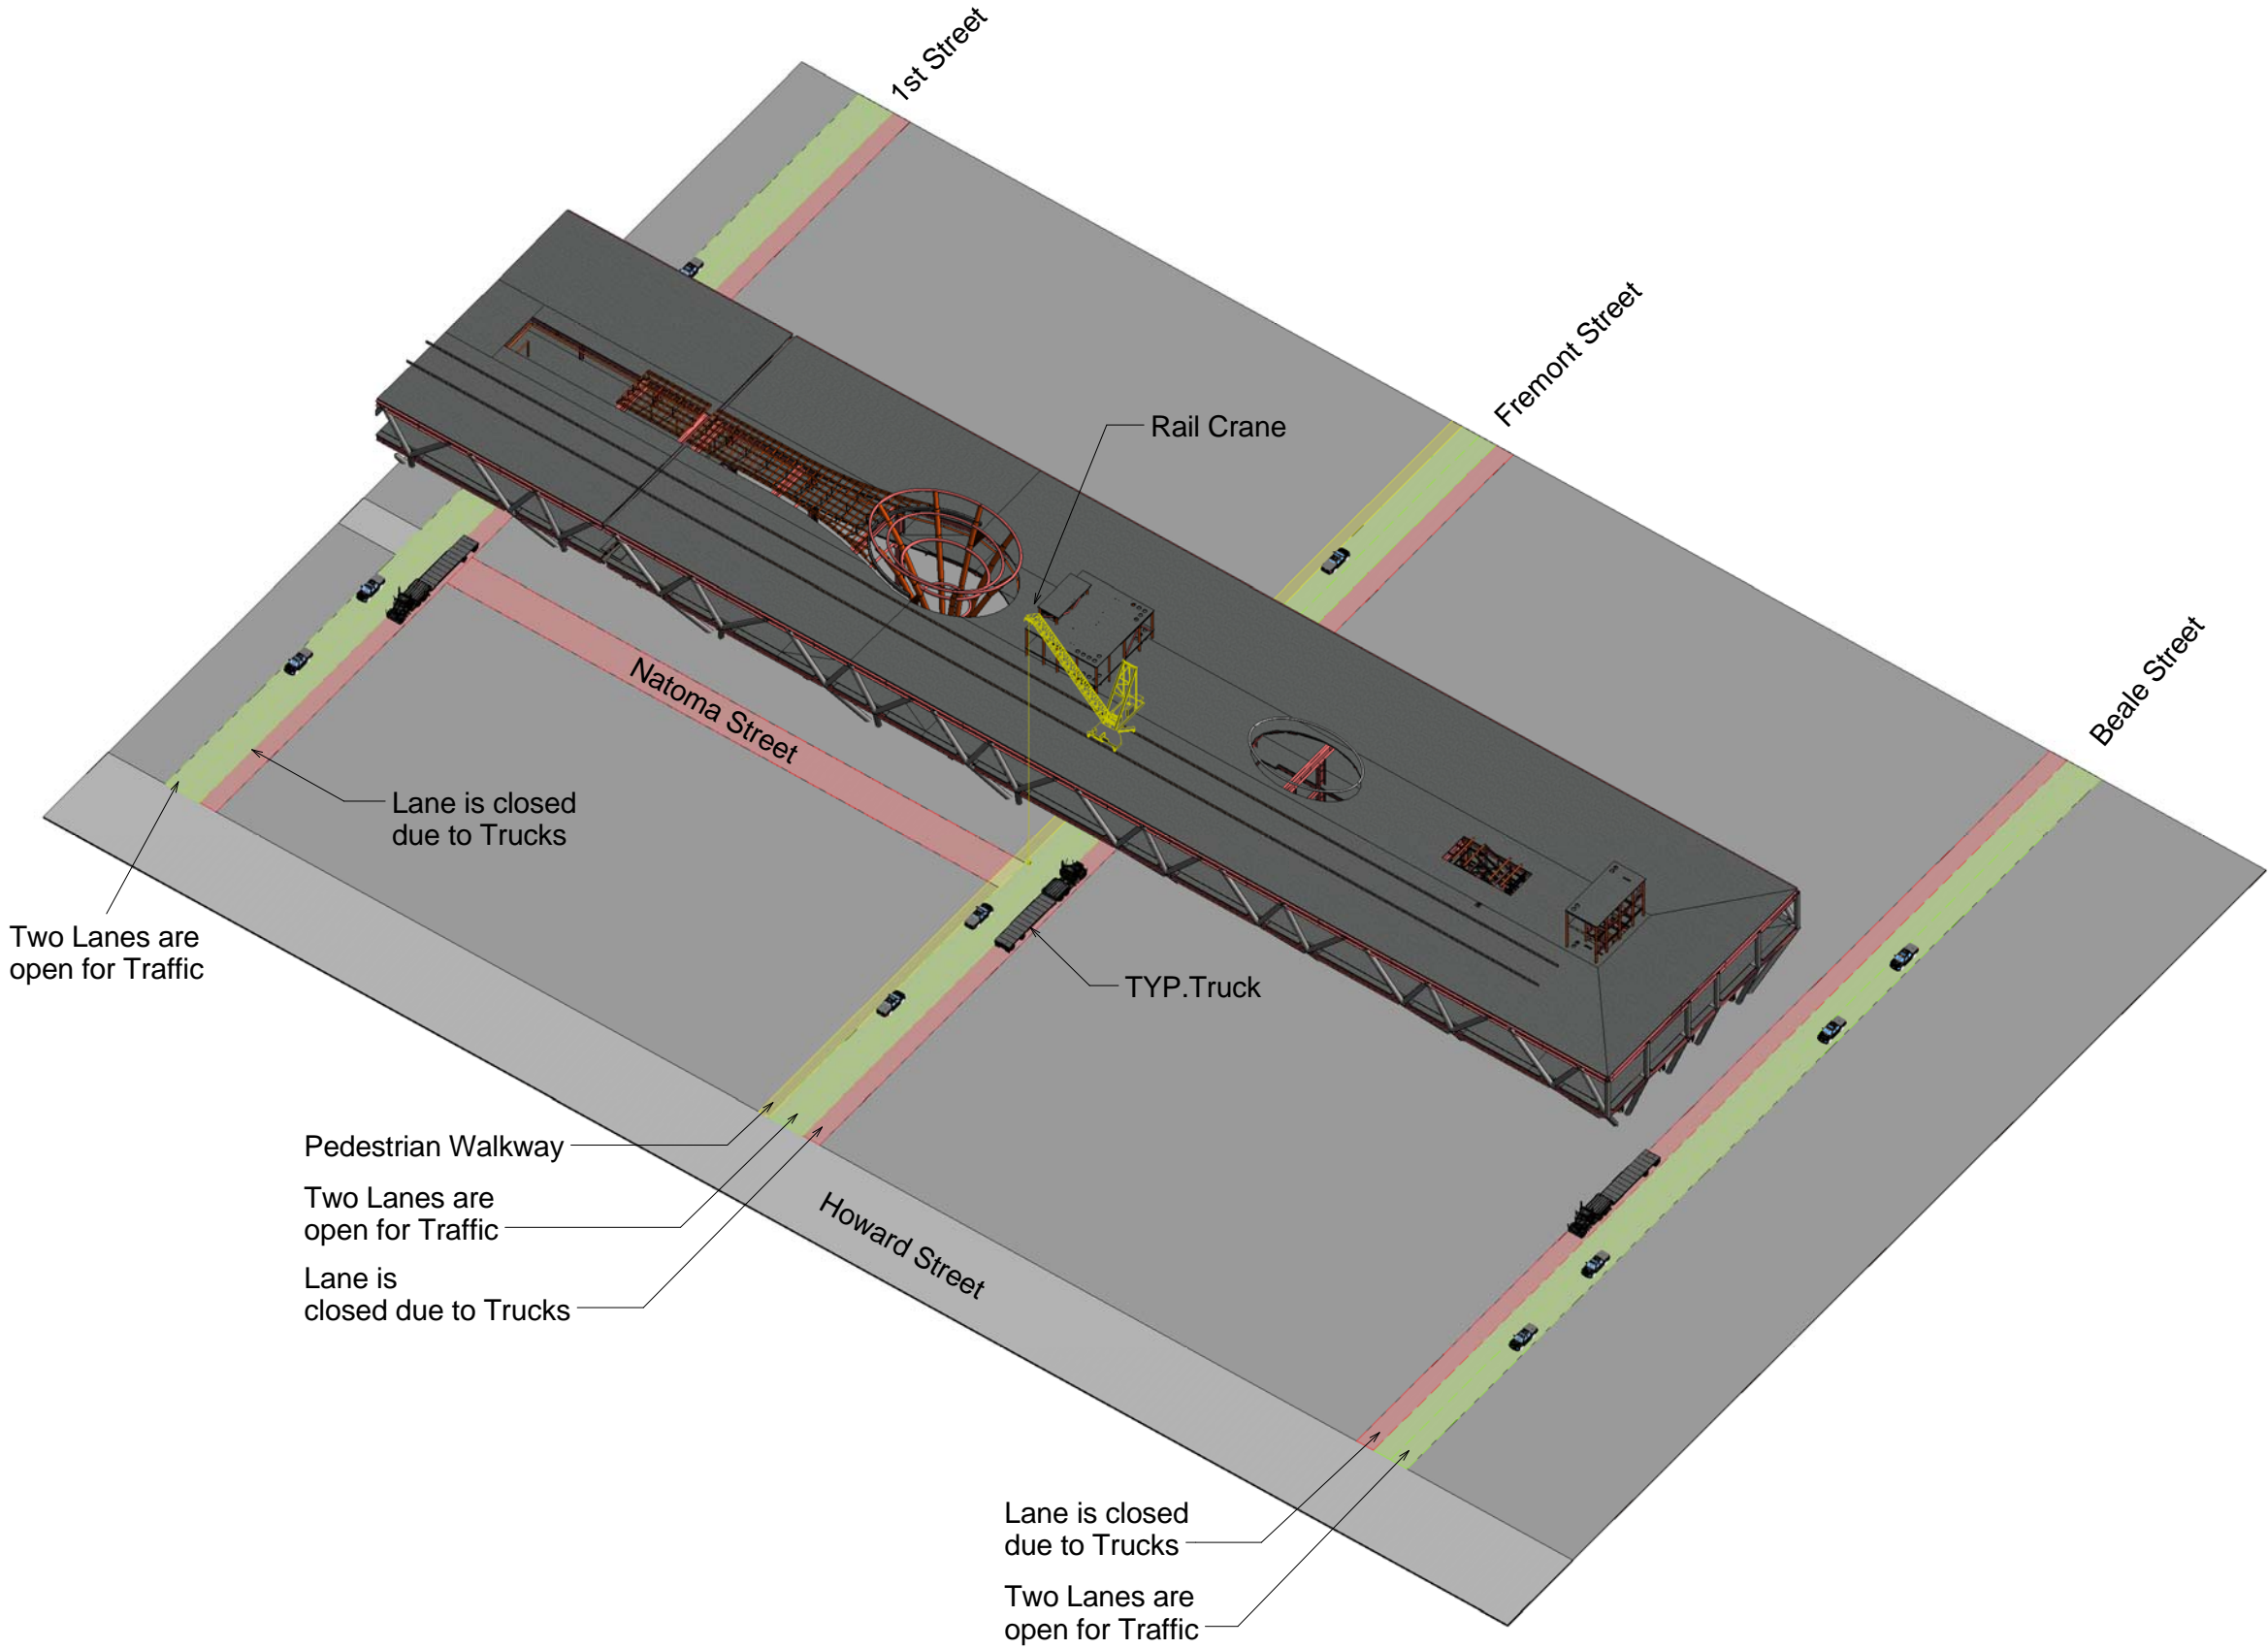 1st Street
Fremont Street
Rail Crane
Beale Street
Natoma Street
Lane is closed
due to Trucks
Two Lanes are
open for Traffic
TYP.Truck
Pedestrian Walkway
Two Lanes are
open for Traffic
Lane is
closed due to Trucks
Howard Street
Lane is closed
due to Trucks
Two Lanes are
open for Traffic